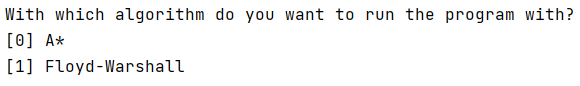 With which algorithm do you want to run the program with?
[0] A*
[1] Floyd-Warshall